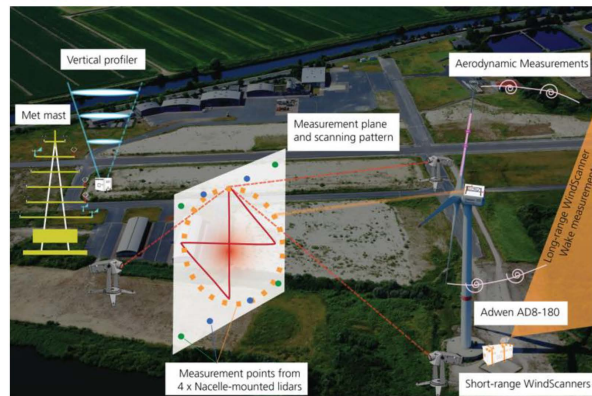 Vertical profiler
Aerodynamic Measurements
Met mast
Measurement plane
and scanning pattern
Long-range WindScanner
Wake measurement
Adwen AD8-180
Measurement points from
4 x Nacelle-mounted lidars
Short-range WindScanners